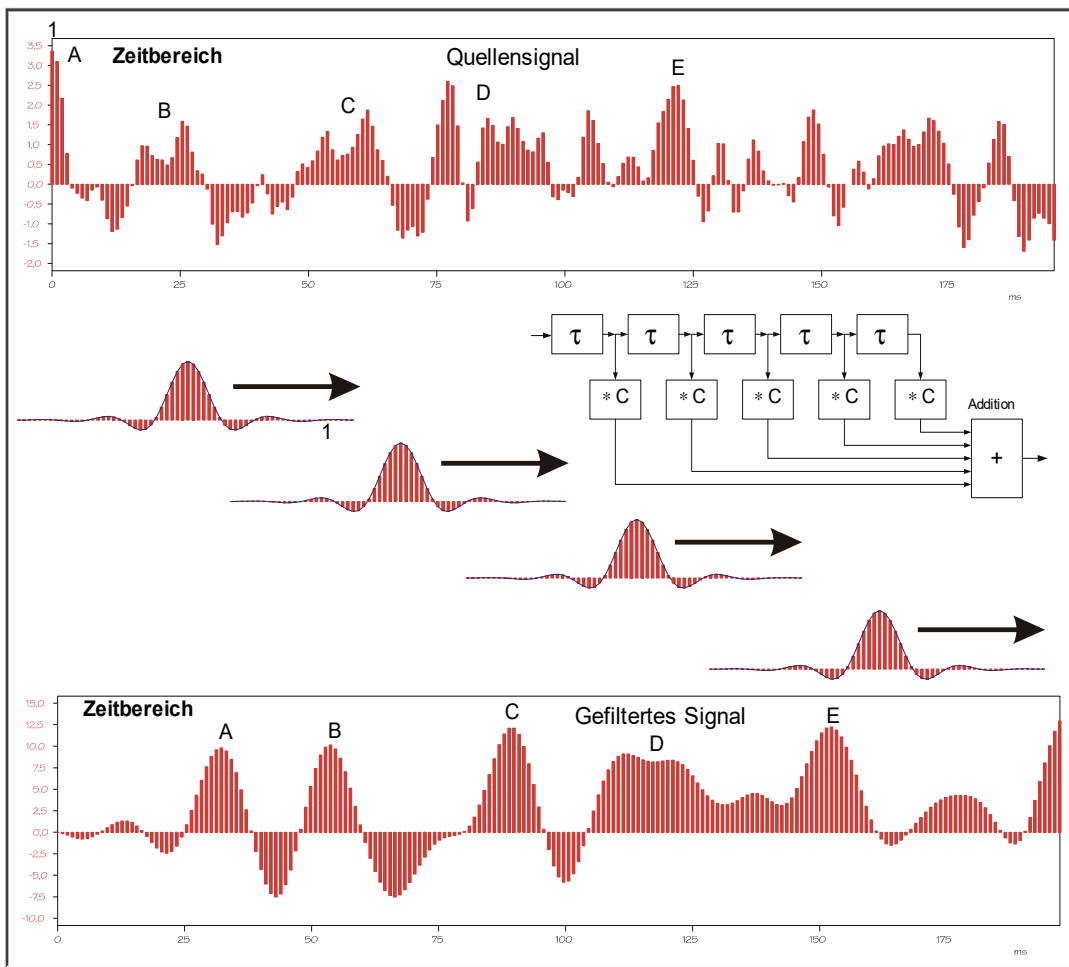 1
A
Zeitbereich
Quellensignal
B
C
D
E
3,5
3,0
2,5
2,0
1,5
1,0
0,5
0,0
-0,5
-1,0
-1,5
-2,0
0 25 50 75 100 125 150 175
ms
τ τ τ τ τ
* C * C * C * C * C
Addition
+
1
Zeitbereich
Gefiltertes Signal
A
B
C
D
E
15,0
12,5
10,0
7,5
5,0
2,5
0,0
-2,5
-5,0
-7,5
-10,0
0 25 50 75 100 125 150 175
ms